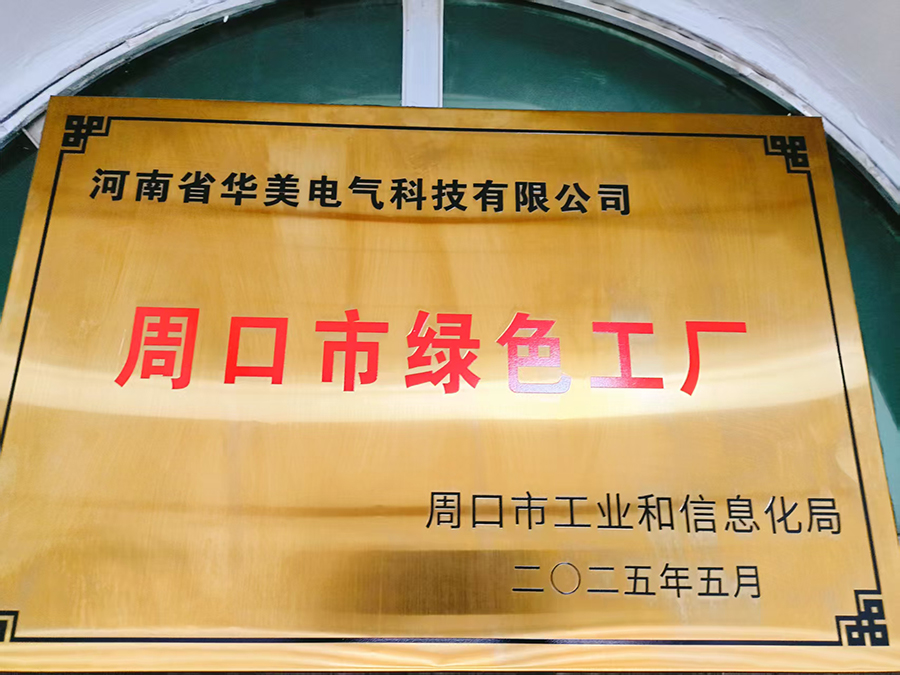 河南省华美电气科技有限公司
周口市绿色工厂
周口市工业和信息化局
二〇二五年五月